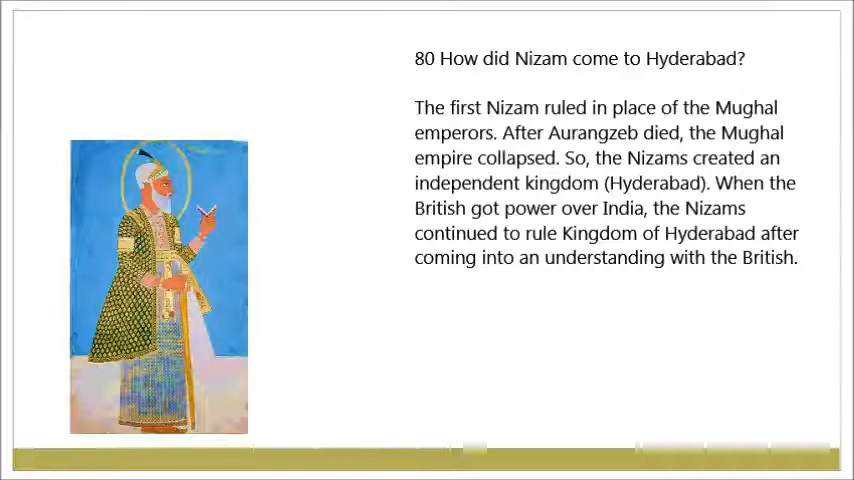 80 How did Nizam come to Hyderabad?
The first Nizam ruled in place of the Mughal
emperors. After Aurangzeb died, the Mughal
empire collapsed. So, the Nizams created an
independent kingdom (Hyderabad). When the
British got power over India, the Nizams
continued to rule Kingdom of Hyderabad after
coming into an understanding with the British.